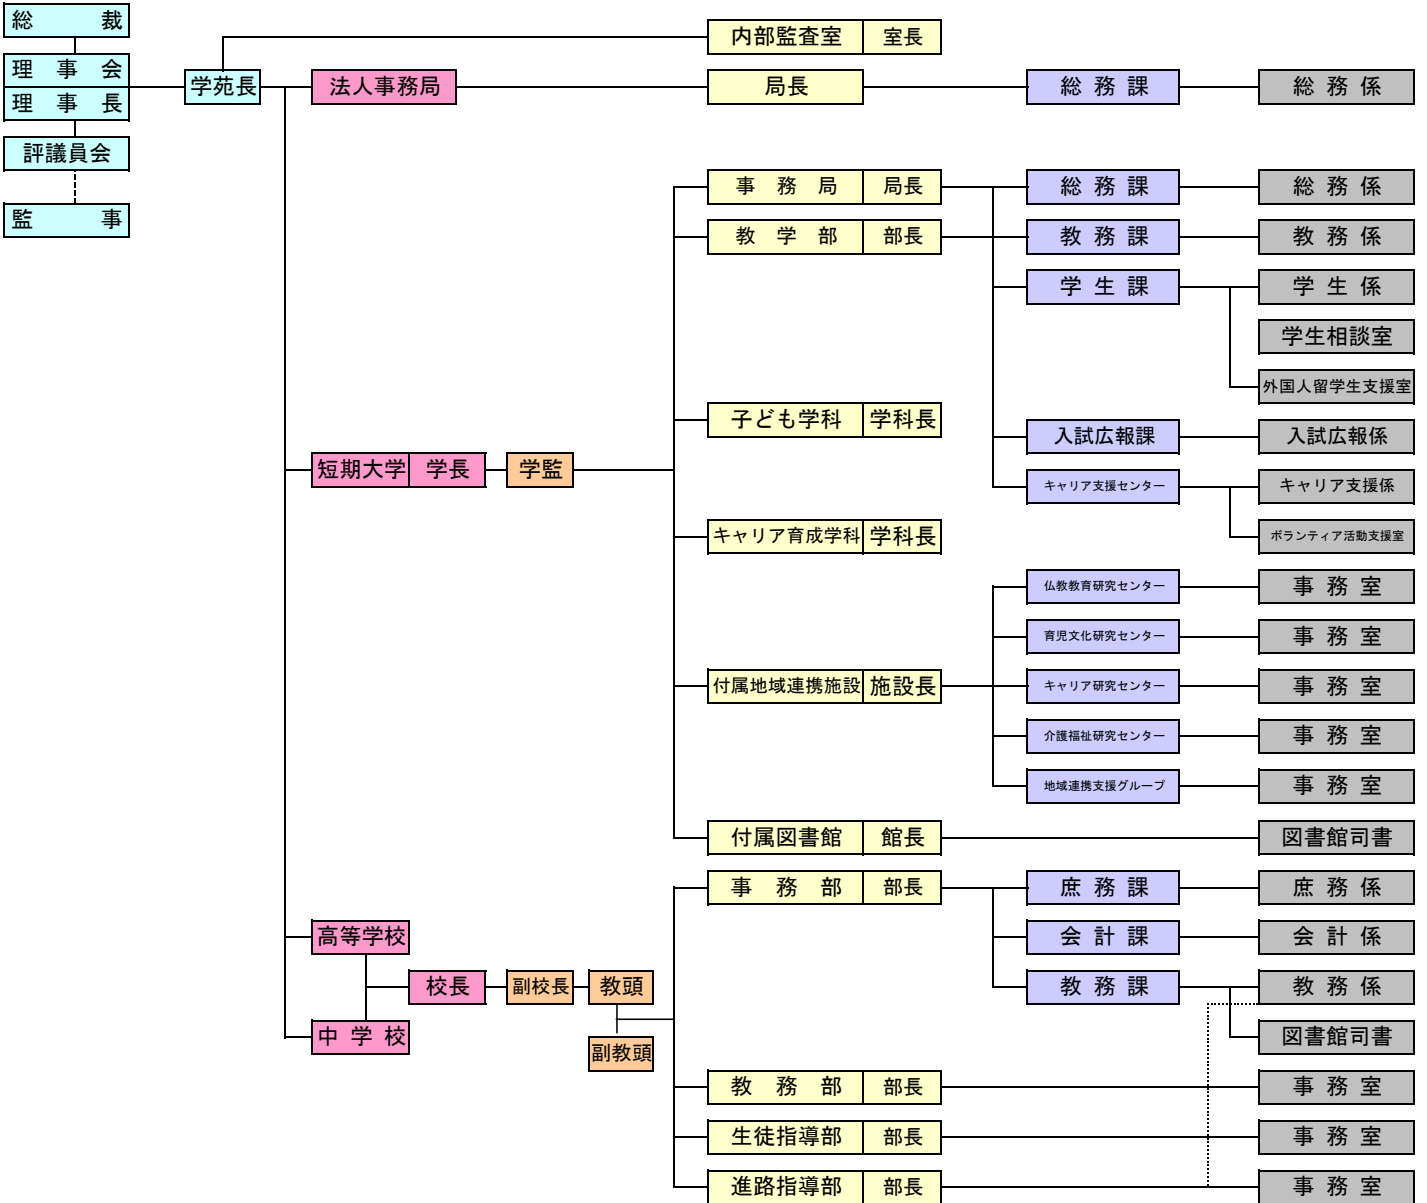 総 裁
内部監査室 室長
理 事 会
学苑長 法人事務局 局長 総 務 課 総 務 係
理 事 長
評議員会
事 務 局 局長 総 務 課 総 務 係
監 事
教 学 部 部長 教 務 課 教 務 係
学 生 課 学 生 係
学生相談室
外国人留学生支援室
子ども学科 学科長
入試広報課 入試広報係
短期大学 学長 学監
キャリア支援センター キャリア支援係
キャリア育成学科 学科長 ボランティア活動支援室
仏教教育研究センター 事 務 室
育児文化研究センター 事 務 室
付属地域連携施設 施設長 キャリア研究センター 事 務 室
介護福祉研究センター 事 務 室
地域連携支援グループ 事 務 室
付属図書館 館長 図書館司書
事 務 部 部長 庶 務 課 庶 務 係
高等学校 会 計 課 会 計 係
校長 副校長 教頭 教 務 課 教 務 係
中 学 校 図書館司書
副教頭
教 務 部 部長 事 務 室
生徒指導部 部長 事 務 室
進路指導部 部長 事 務 室